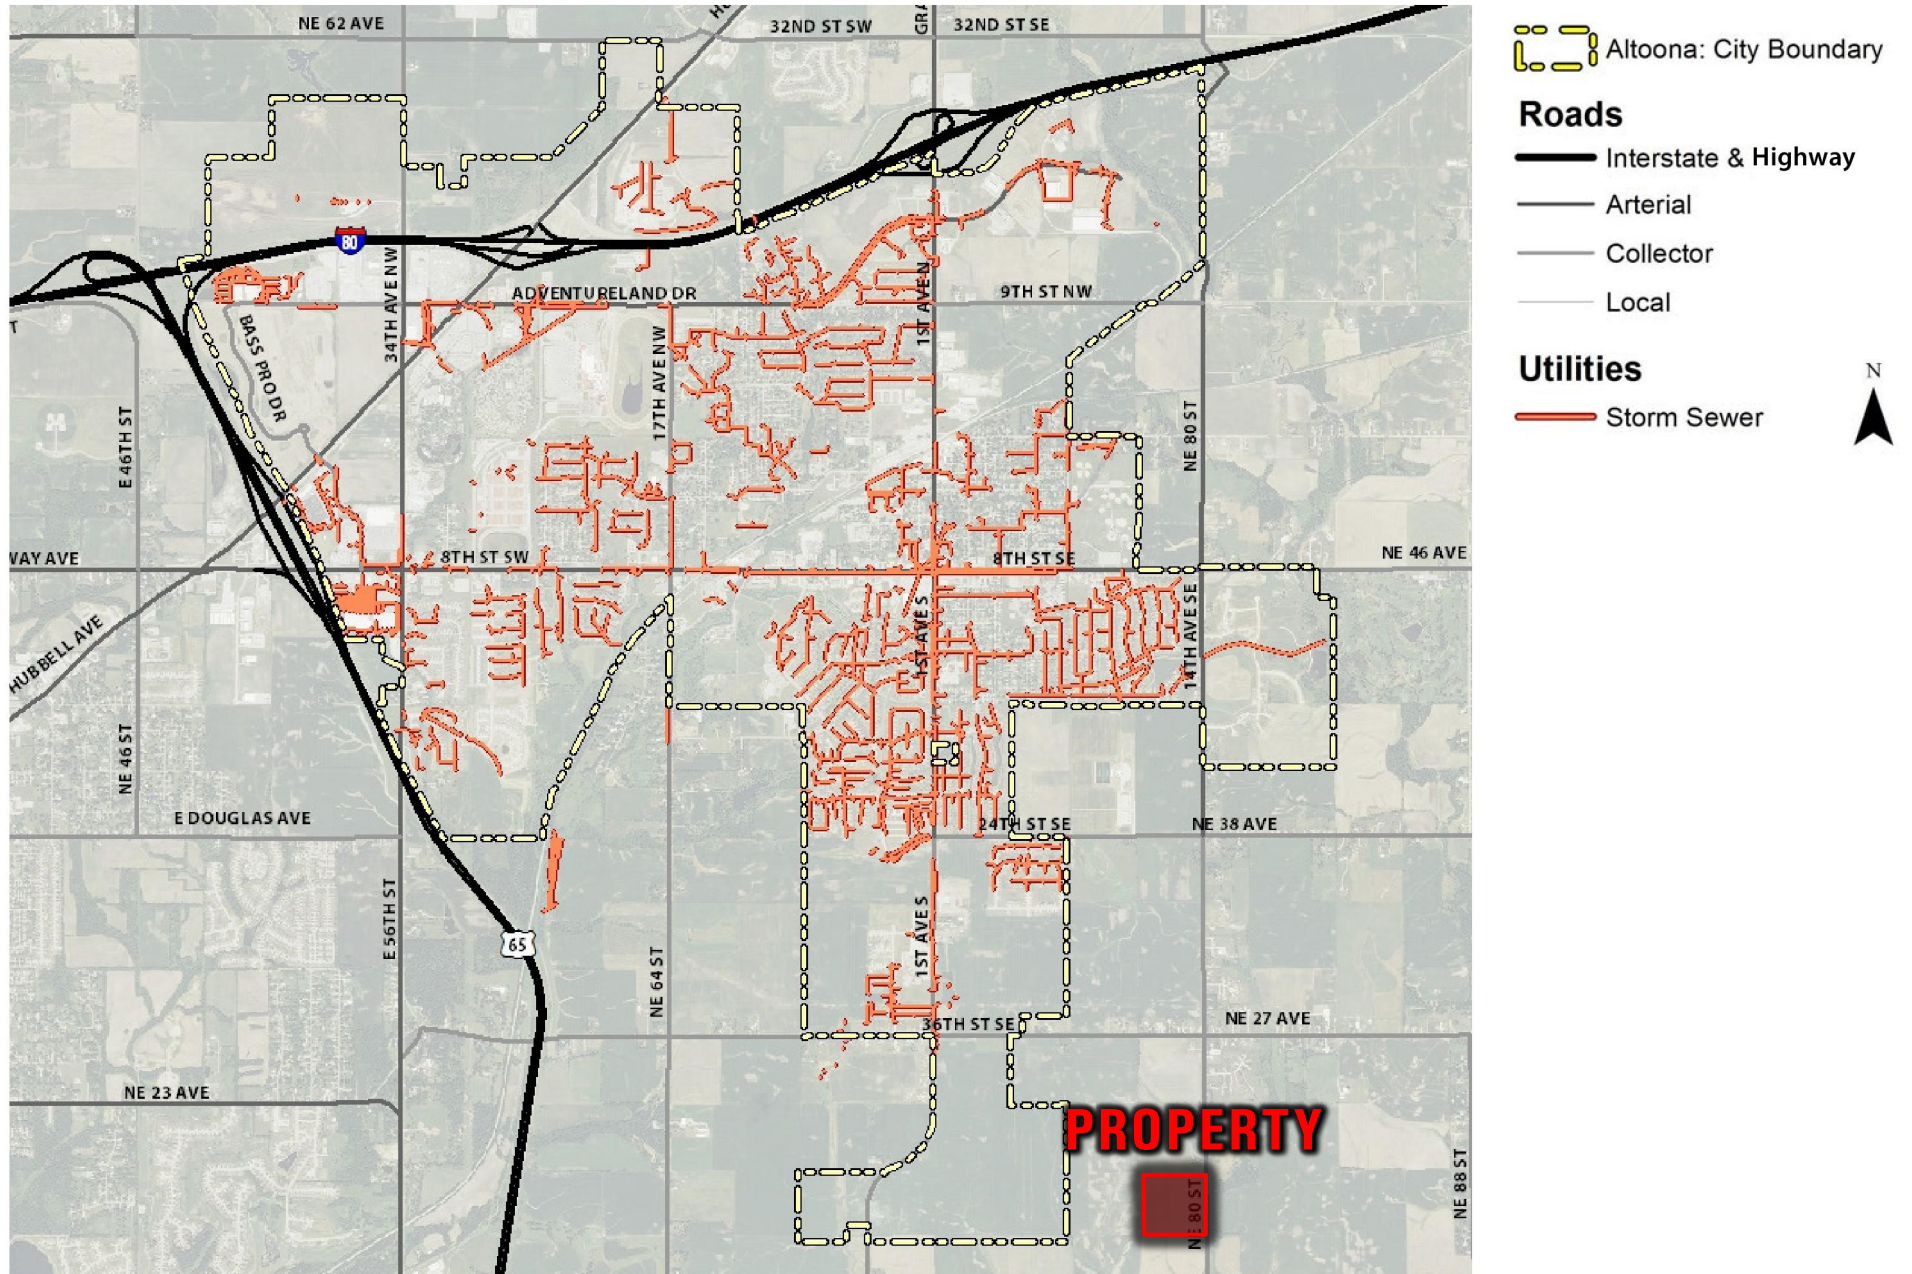 NE 62 AVE
32ND ST SW
32ND ST SE
GRA
80
34TH AVE NW
ADVENTURELAND DR
1ST AVE N
9TH ST NW
T
BASS PRO DR
17TH AVE NW
E 46TH ST
NE 80 ST
WAY AVE
8TH ST SW
8TH ST SE
NE 46 AVE
HUBBELL AVE
1ST AVE S
14TH AVE SE
NE 46 ST
E DOUGLAS AVE
24TH ST SE
NE 38 AVE
E 56TH ST
65
NE 64 ST
1ST AVE S
36TH ST SE
NE 27 AVE
NE 23 AVE
PROPERTY
NE 80 ST
NE 88 ST
Altoona: City Boundary
Roads
Interstate & Highway
Arterial
Collector
Local
Utilities
Storm Sewer
N